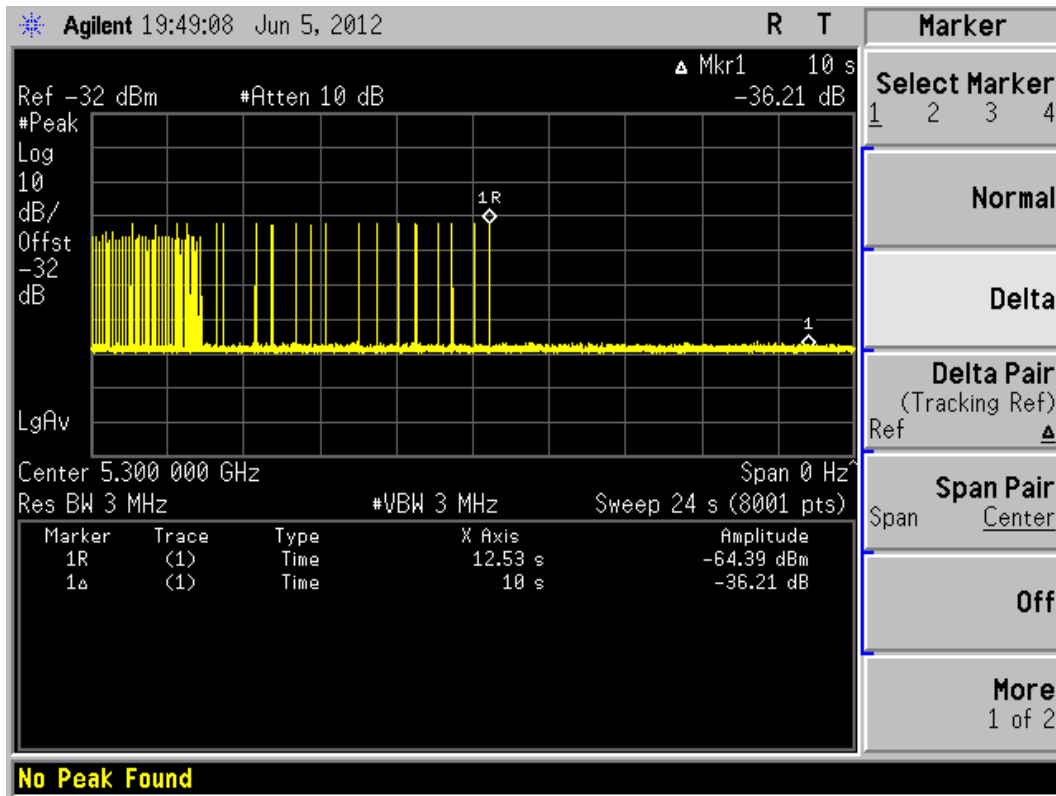 Agilent 19:49:08 Jun 5, 2012 R T
Marker
Δ Mkr1 10 s
Ref -32 dBm #Atten 10 dB -36.21 dB
#Peak
Log
10
dB/
Offst
-32
dB
1R
1
LgAv
Center 5.300 000 GHz Span 0 Hz^
Res BW 3 MHz #VBW 3 MHz Sweep 24 s (8001 pts)
Marker Trace Type X Axis Amplitude
1R (1) Time 12.53 s -64.39 dBm
1Δ (1) Time 10 s -36.21 dB
Select Marker
1 2 3 4
Normal
Delta
Delta Pair
(Tracking Ref)
Ref Δ
Span Pair
Span Center
Off
More
1 of 2
No Peak Found